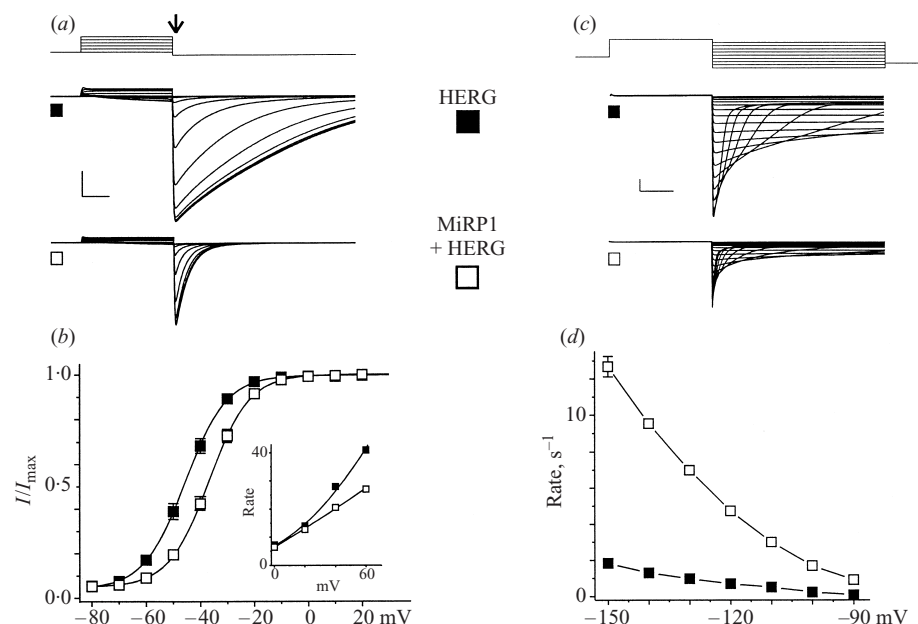 (a)
(c)
HERG
MiRP1
+ HERG
(b)
(d)
1·0
0·5
0·0
I/Imax
−80 −60 −40 −20 0 20 mV
40
0
Rate
0 mV 60
10
0
Rate, s−1
−150 −120 −90 mV